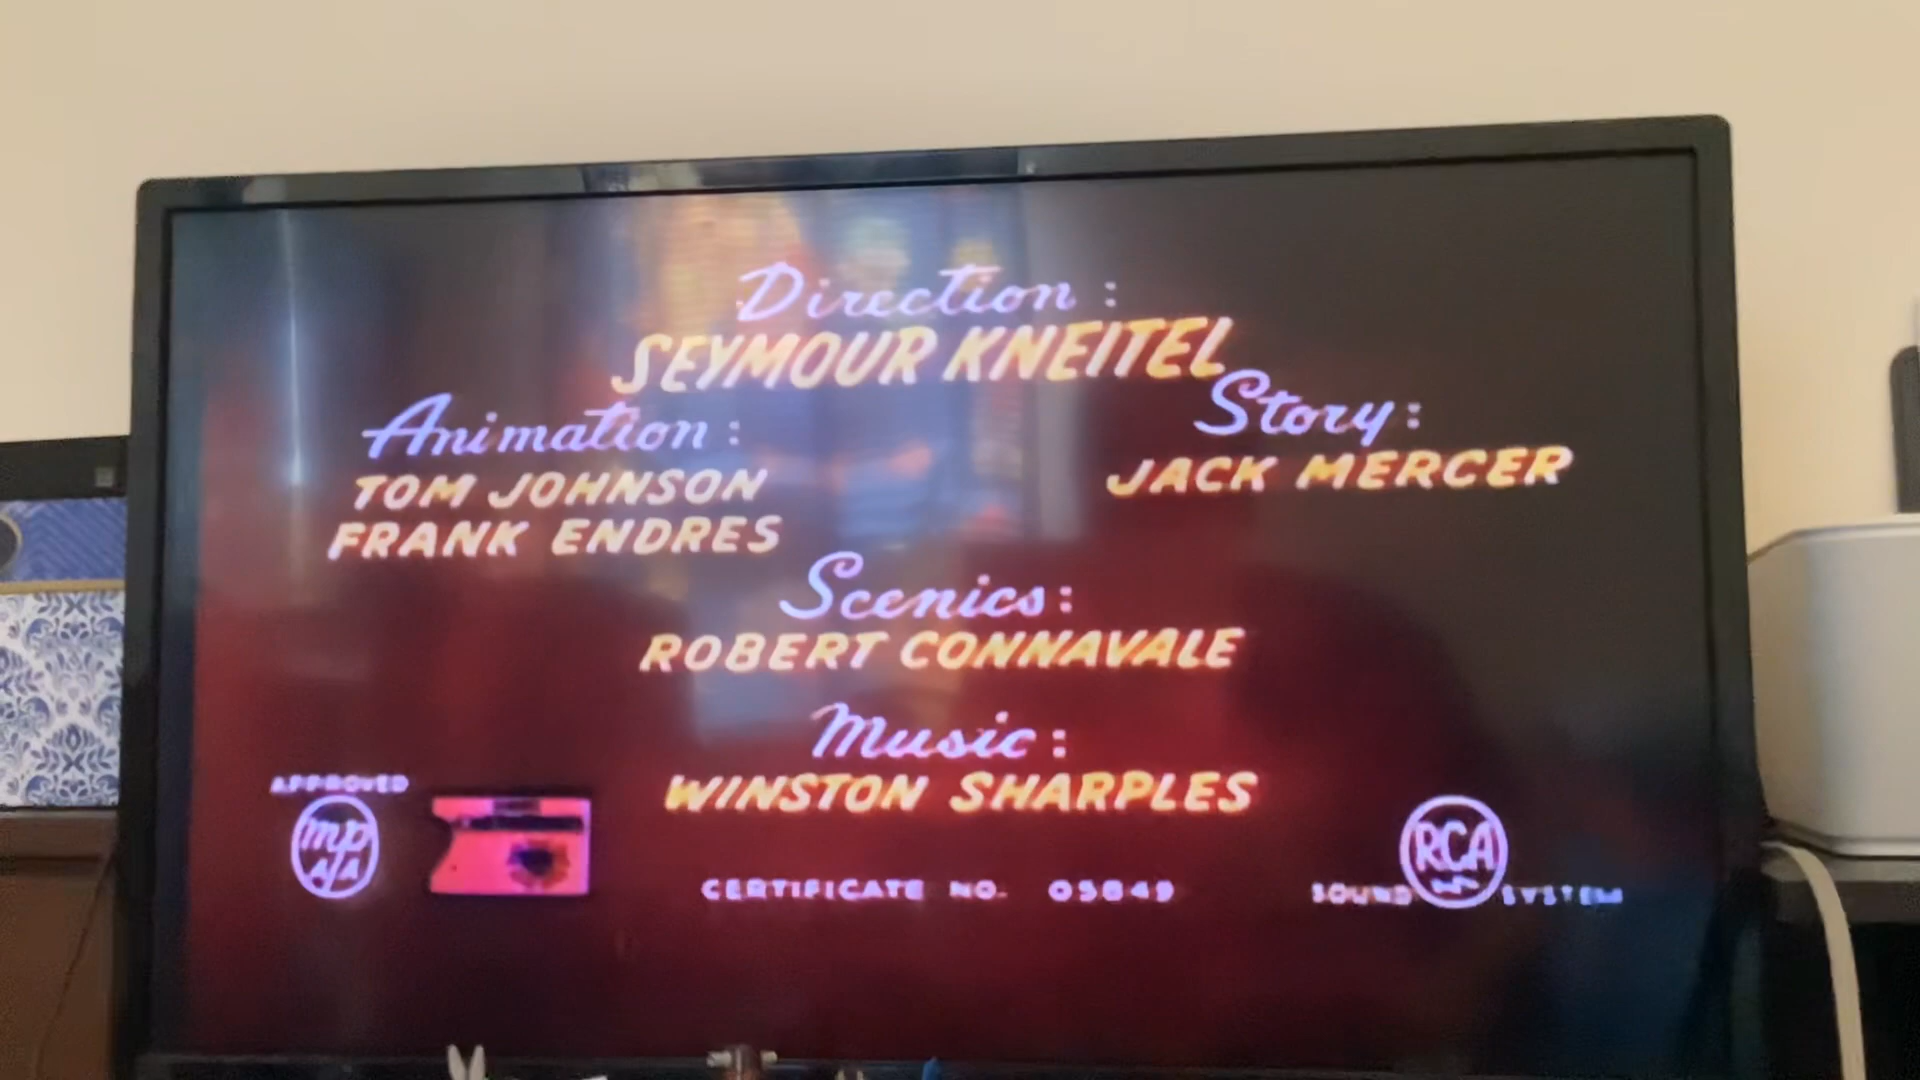 Direction:
SEYMOUR KNEITEL
Animation:
TOM JOHNSON
FRANK ENDRES
Story:
JACK MERCER
Scenics:
ROBERT CONNAVALE
Music:
WINSTON SHARPLES
APPROVED
MPAA
CERTIFICATE NO. 05849
RCA
SOUND SYSTEM